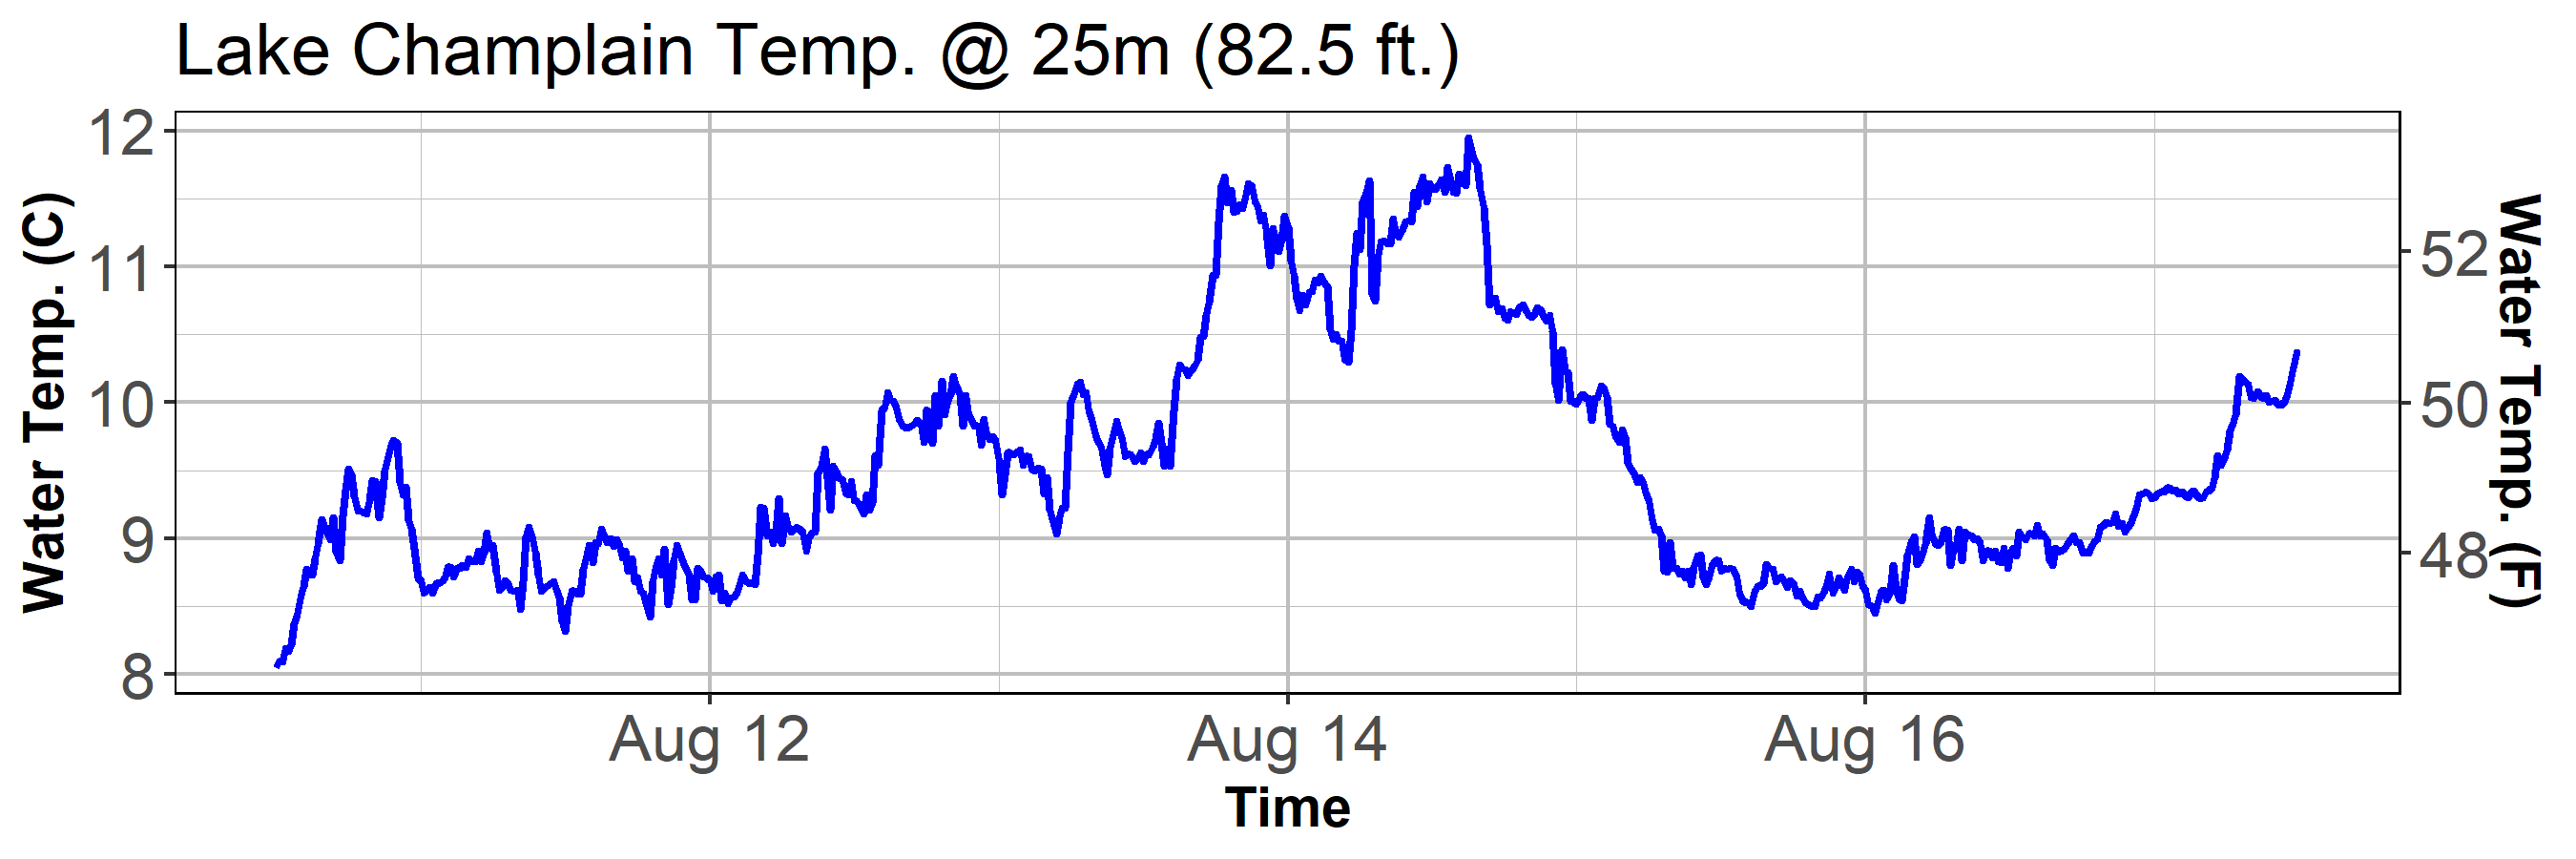 Lake Champlain Temp. @ 25m (82.5 ft.)
Water Temp. (C)
12
11
10
9
8
52
50
48
Water Temp. (F)
Aug 12
Aug 14
Aug 16
Time